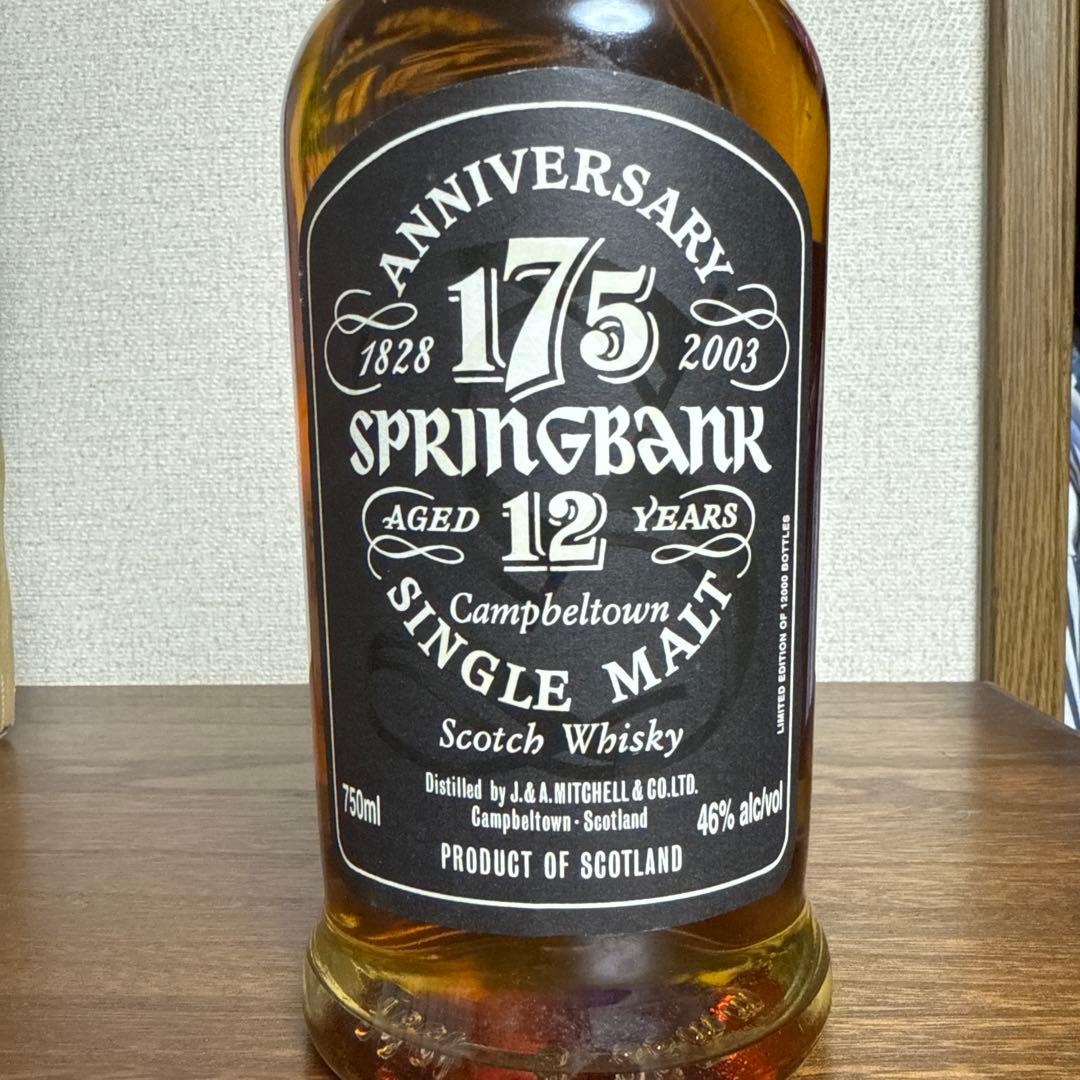 ANNIVERSARY
175
1828 2003
SPRINGBANK
AGED 12 YEARS
Campbeltown
SINGLE MALT
Scotch Whisky
Distilled by J.& A.MITCHELL & CO.LTD.
Campbeltown · Scotland
750ml
46% alc/vol
PRODUCT OF SCOTLAND
LIMITED EDITION OF 12000 BOTTLES